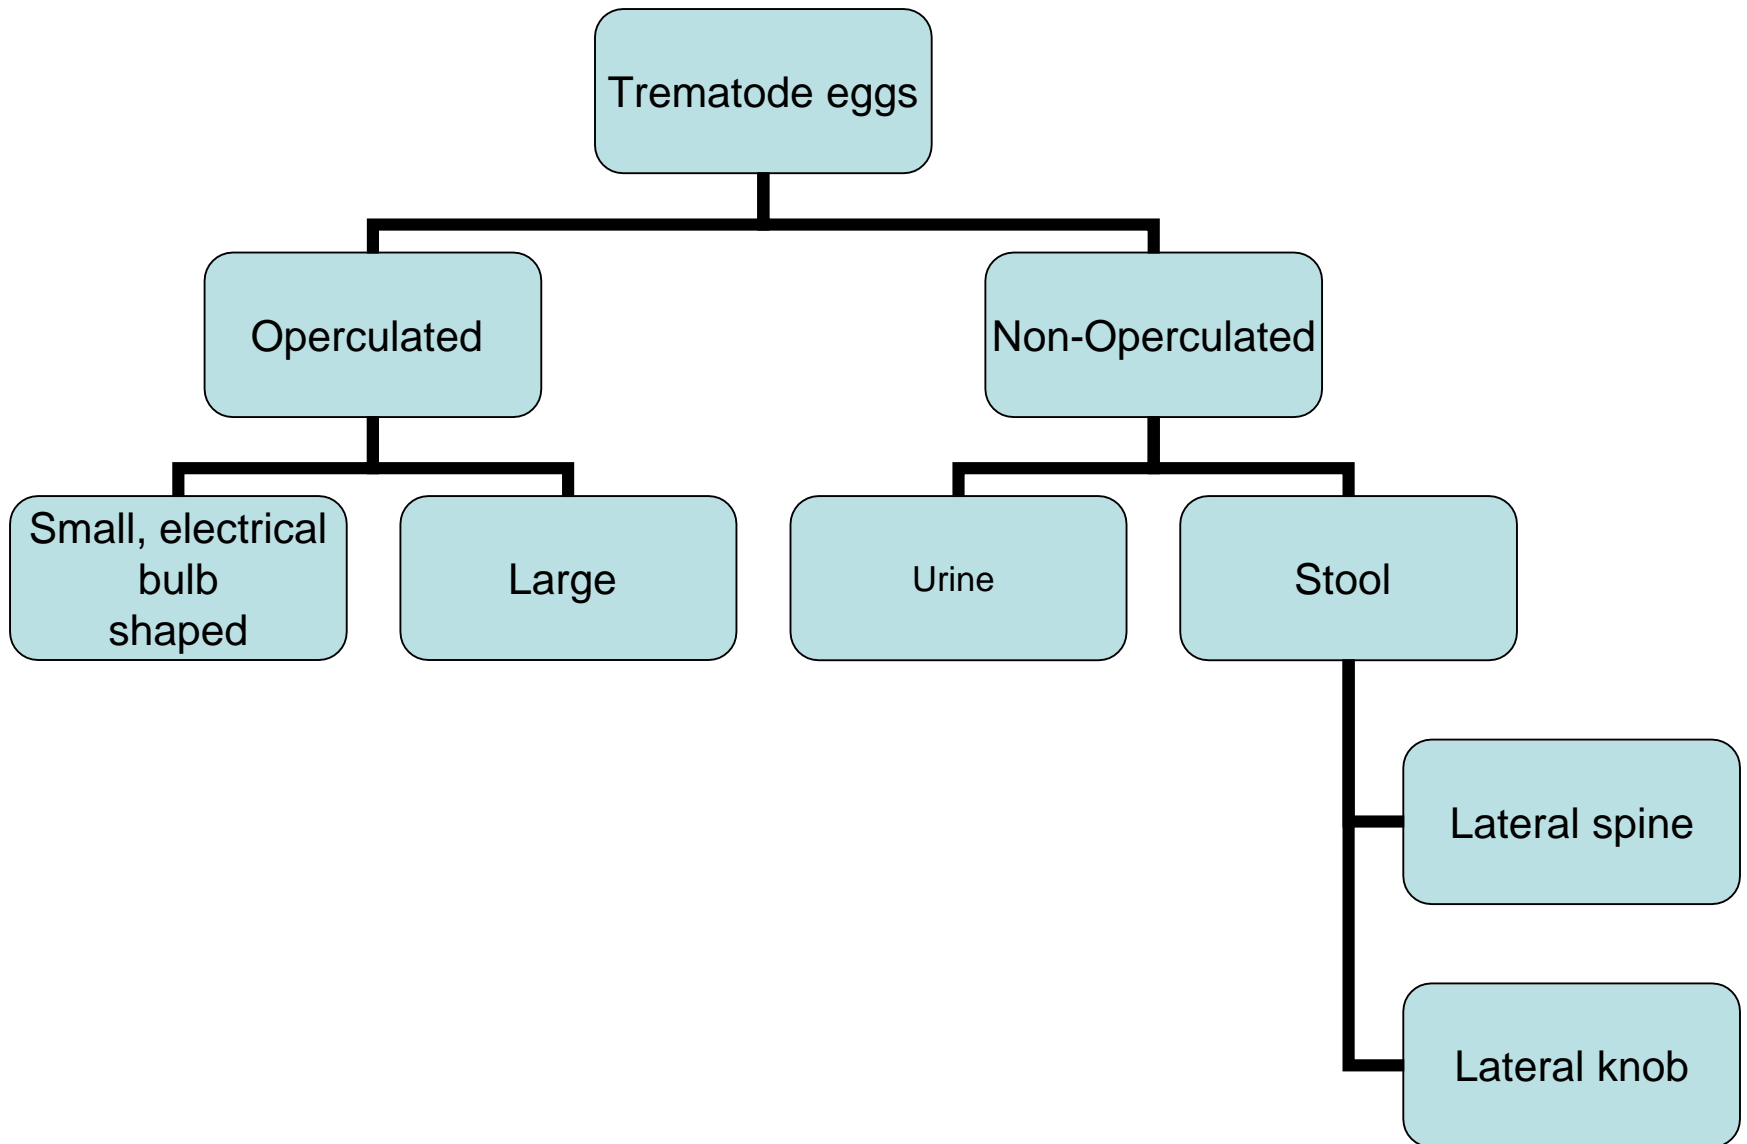 Trematode eggs
Operculated
Non-Operculated
Small, electrical
bulb
shaped
Large
Urine
Stool
Lateral spine
Lateral knob